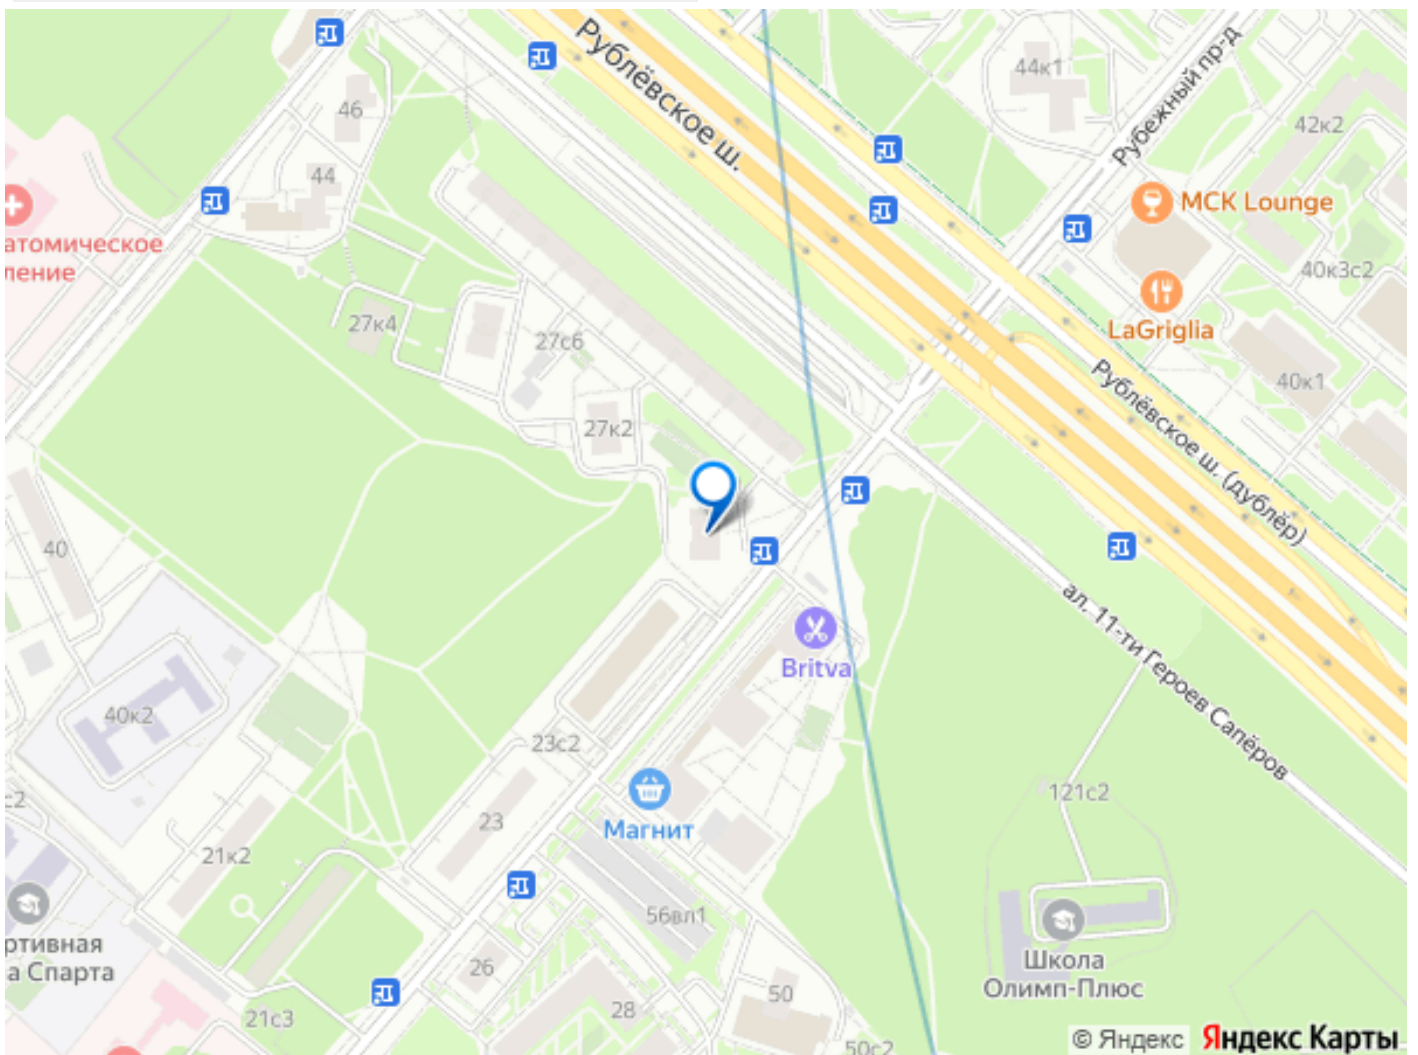 Рублёвское ш.
44к1
Рубежный пр-д
42к2
46
44
MCK Lounge
атомическое
ление
40к3с2
27к4
27с6
LaGriglia
40к1
Рублёвское ш. (дублёр)
27к2
40
ал. 11-ти Героев Сапёров
Britva
40к2
23с2
121с2
с2
23
Магнит
21к2
56вл1
ртивная
а Спарта
26
Школа
Олимп-Плюс
50
28
21с3
50с2
© Яндекс Яндекс Карты